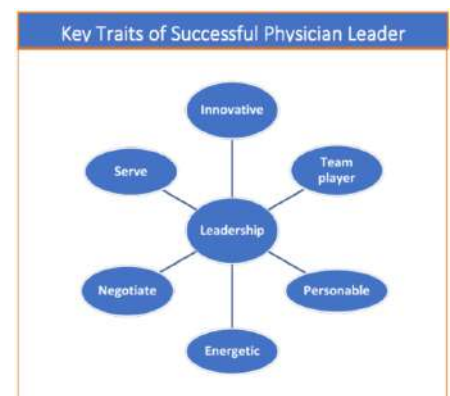 Key Traits of Successful Physician Leader
Innovative
Team
player
Serve
Leadership
Negotiate
Personable
Energetic